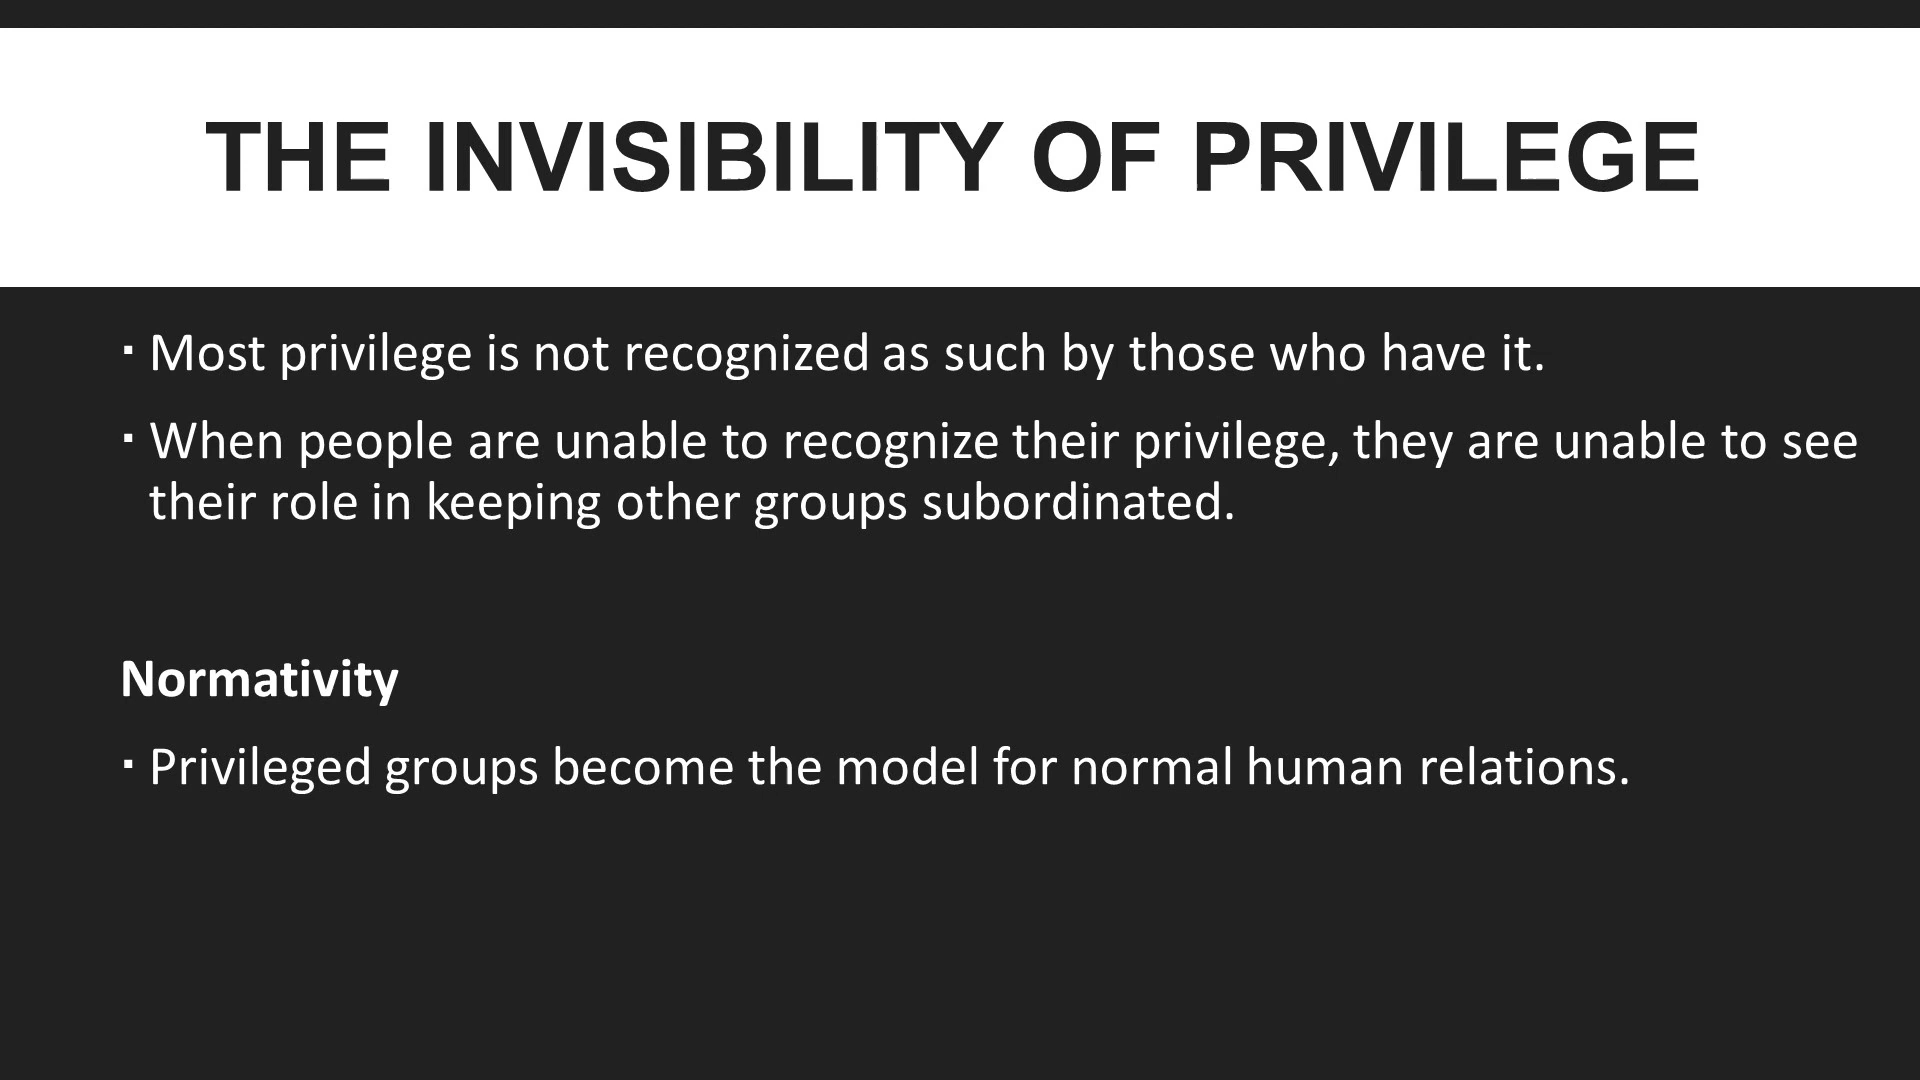 THE INVISIBILITY OF PRIVILEGE
▪ Most privilege is not recognized as such by those who have it.
▪ When people are unable to recognize their privilege, they are unable to see
their role in keeping other groups subordinated.
Normativity
▪ Privileged groups become the model for normal human relations.